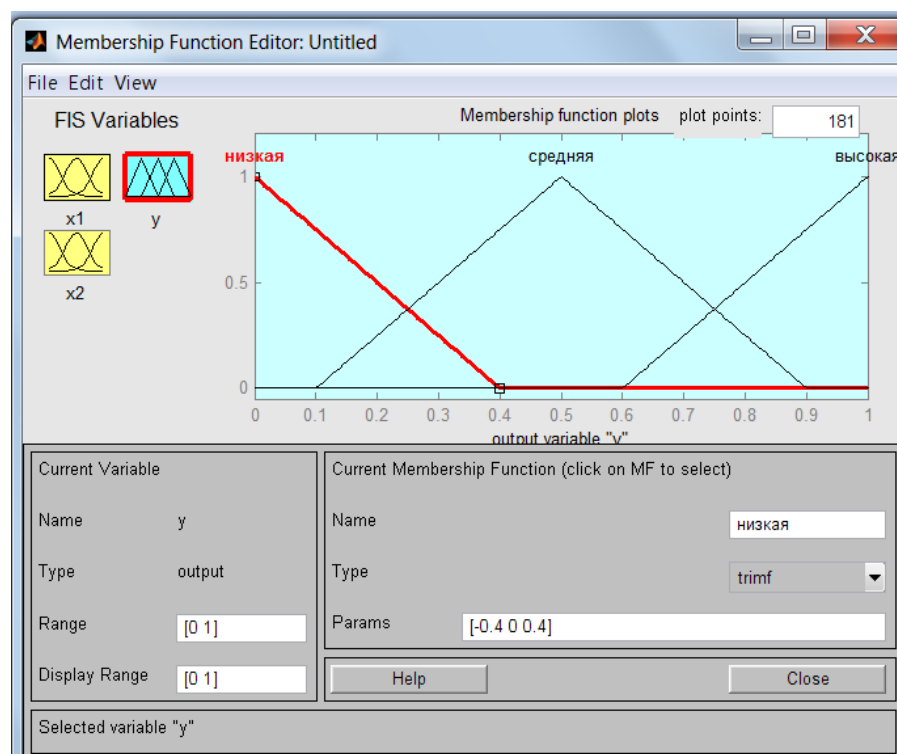 Membership Function Editor: Untitled
File Edit View
FIS Variables
Membership function plots plot points: 181
x1
y
x2
низкая средняя высокая
1
0.5
0
0 0.1 0.2 0.3 0.4 0.5 0.6 0.7 0.8 0.9 1
output variable "y"
Current Variable
Name y
Type output
Range [0 1]
Display Range [0 1]
Current Membership Function (click on MF to select)
Name низкая
Type trimf
Params [-0.4 0 0.4]
Help Close
Selected variable "y"